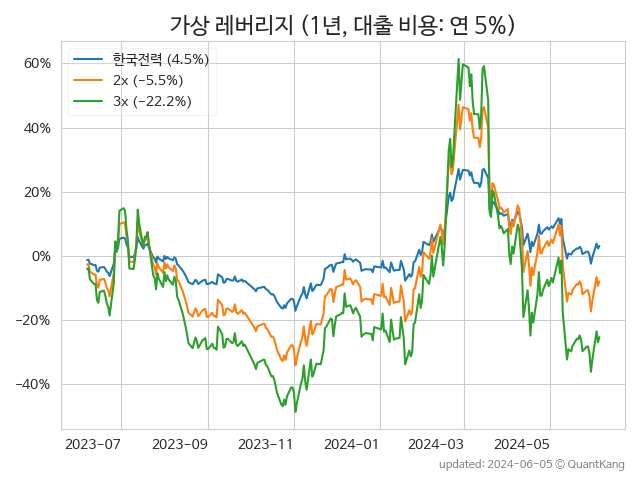 가상 레버리지 (1년, 대출 비용: 연 5%)
한국전력 (4.5%)
2x (-5.5%)
3x (-22.2%)
60%
40%
20%
0%
-20%
-40%
2023-07 2023-09 2023-11 2024-01 2024-03 2024-05
updated: 2024-06-05 © QuantKang